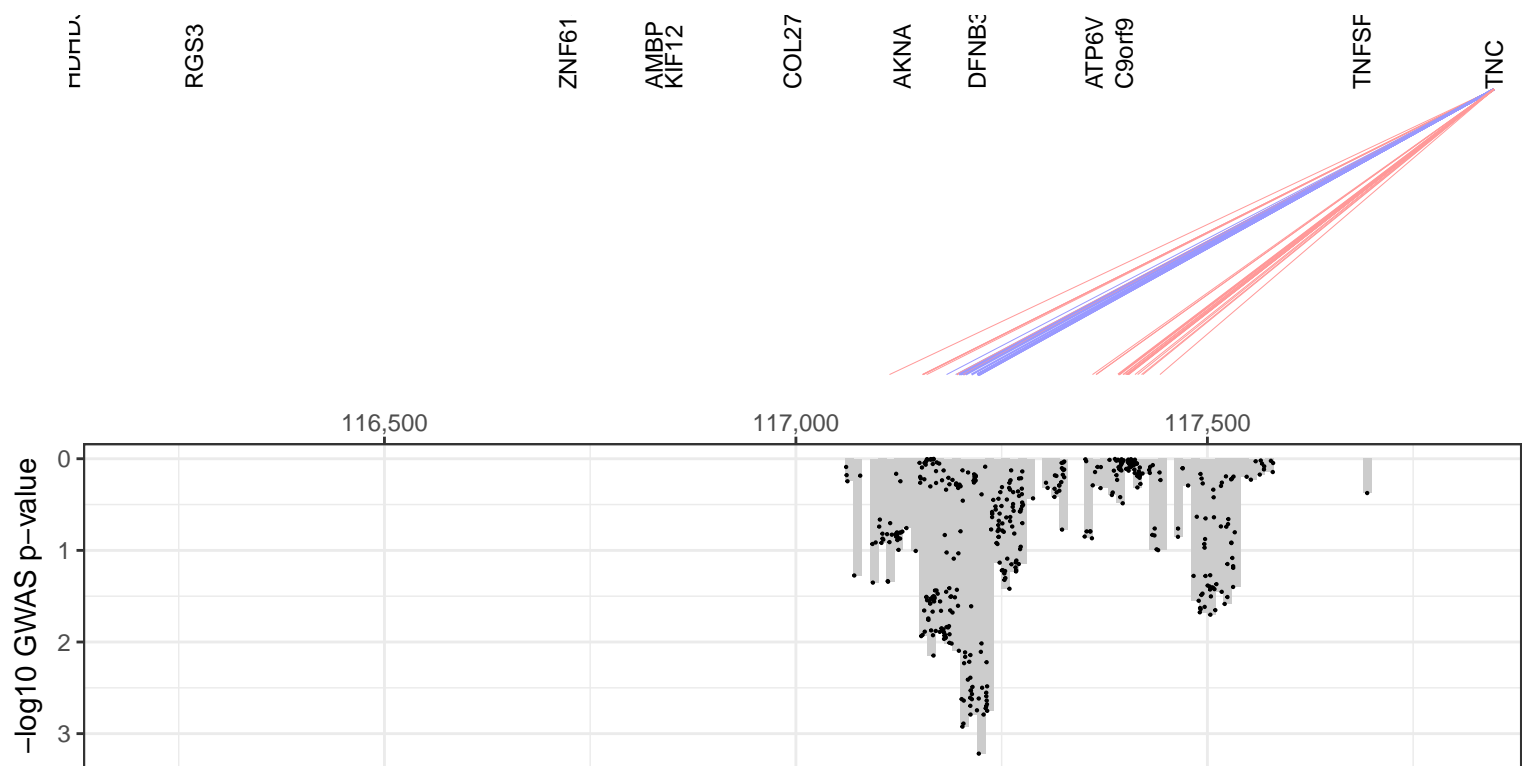 RGS3
ZNF61
AMBP
KIF12
COL27
AKNA
DFNB3
ATP6V
C9orf9
TNFSF
TNC
116,500
117,000
117,500
0
1
2
3
−log10 GWAS p−value